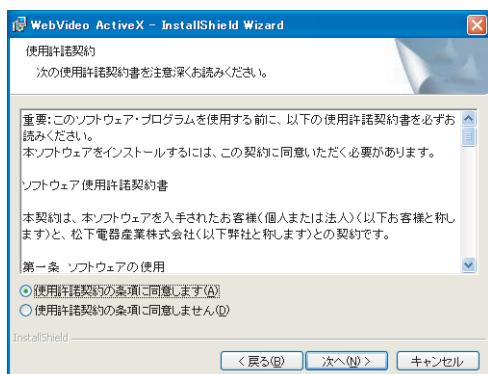 WebVideo ActiveX - InstallShield Wizard
使用許諾契約
次の使用許諾契約書を注意深くお読みください。
重要:このソフトウェア・プログラムを使用する前に、以下の使用許諾契約書を必ずお
読みください。
本ソフトウェアをインストールするには、この契約に同意いただく必要があります。
ソフトウェア使用許諾契約書
本契約は、本ソフトウェアを入手されたお客様(個人または法人)(以下お客様と称し
ます)と、松下電器産業株式会社(以下弊社と称します)との契約です。
第一条 ソフトウェアの使用
使用許諾契約の条項に同意します(A)
使用許諾契約の条項に同意しません(D)
InstallShield
< 戻る(B)
次へ(N) >
キャンセル